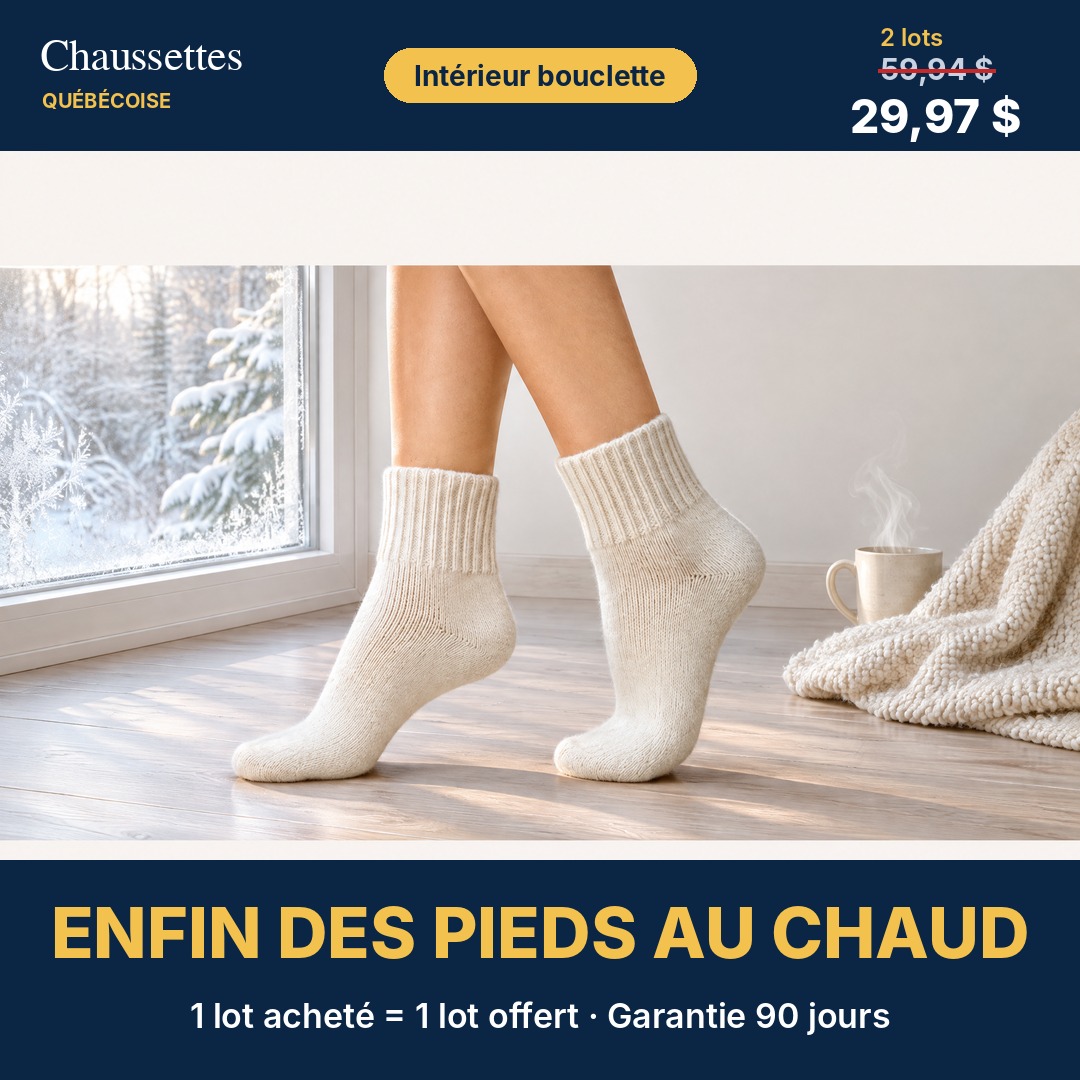 Chaussettes
QUÉBÉCOISE
Intérieur bouclette
2 lots
59,94 $
29,97 $
ENFIN DES PIEDS AU CHAUD
1 lot acheté = 1 lot offert · Garantie 90 jours